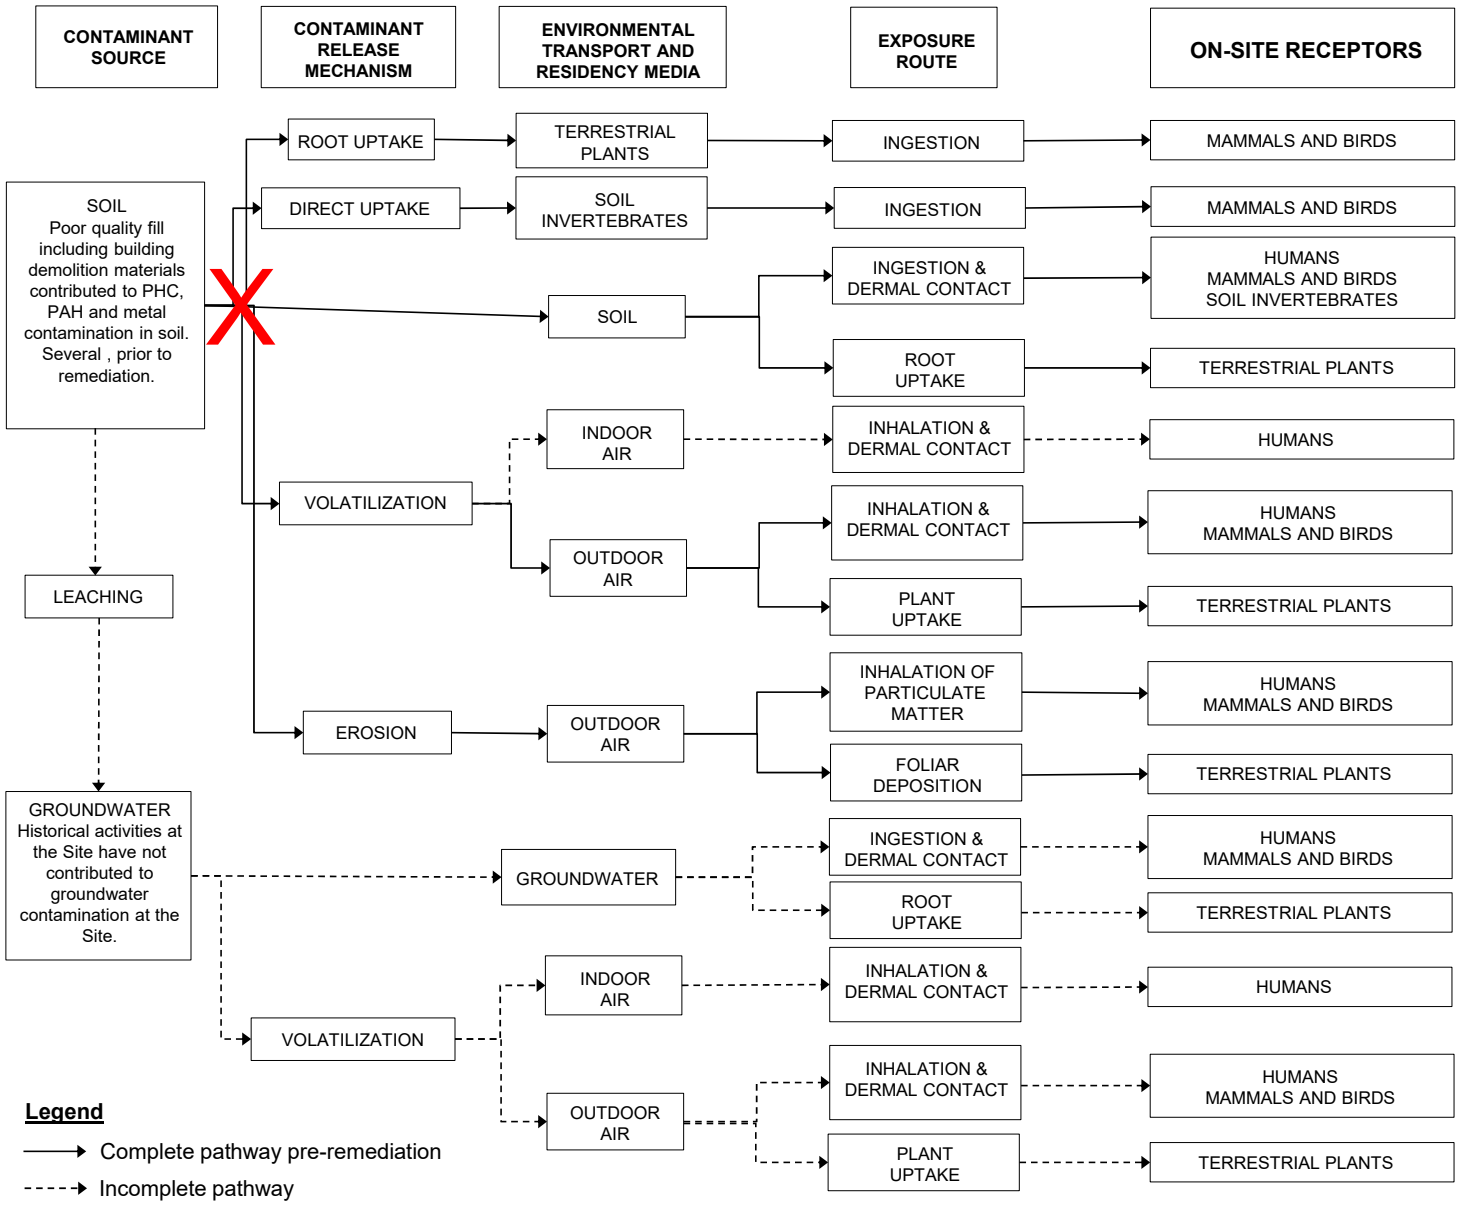 CONTAMINANT
SOURCE
CONTAMINANT
RELEASE
MECHANISM
ENVIRONMENTAL
TRANSPORT AND
RESIDENCY MEDIA
EXPOSURE
ROUTE
ON-SITE RECEPTORS
ROOT UPTAKE
TERRESTRIAL
PLANTS
INGESTION
MAMMALS AND BIRDS
SOIL
Poor quality fill
including building
demolition materials
contributed to PHC,
PAH and metal
contamination in soil.
Several , prior to
remediation.
DIRECT UPTAKE
SOIL
INVERTEBRATES
INGESTION
MAMMALS AND BIRDS
SOIL
INGESTION &
DERMAL CONTACT
HUMANS
MAMMALS AND BIRDS
SOIL INVERTEBRATES
ROOT
UPTAKE
TERRESTRIAL PLANTS
VOLATILIZATION
INDOOR
AIR
INHALATION &
DERMAL CONTACT
HUMANS
OUTDOOR
AIR
INHALATION &
DERMAL CONTACT
HUMANS
MAMMALS AND BIRDS
PLANT
UPTAKE
TERRESTRIAL PLANTS
LEACHING
EROSION
OUTDOOR
AIR
INHALATION OF
PARTICULATE
MATTER
HUMANS
MAMMALS AND BIRDS
FOLIAR
DEPOSITION
TERRESTRIAL PLANTS
GROUNDWATER
Historical activities at
the Site have not
contributed to
groundwater
contamination at the
Site.
GROUNDWATER
INGESTION &
DERMAL CONTACT
HUMANS
MAMMALS AND BIRDS
ROOT
UPTAKE
TERRESTRIAL PLANTS
VOLATILIZATION
INDOOR
AIR
INHALATION &
DERMAL CONTACT
HUMANS
OUTDOOR
AIR
INHALATION &
DERMAL CONTACT
HUMANS
MAMMALS AND BIRDS
PLANT
UPTAKE
TERRESTRIAL PLANTS
Legend
Complete pathway pre-remediation
Incomplete pathway